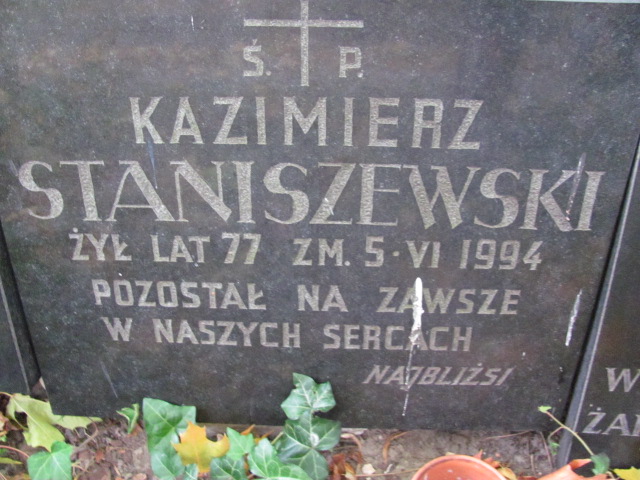 Ś. P.
KAZIMIERZ
STANISZEWSKI
ŻYŁ LAT 77 ZM. 5·VI 1994
POZOSTAŁ NA ZAWSZE
W NASZYCH SERCACH
NAJBLIŻSI